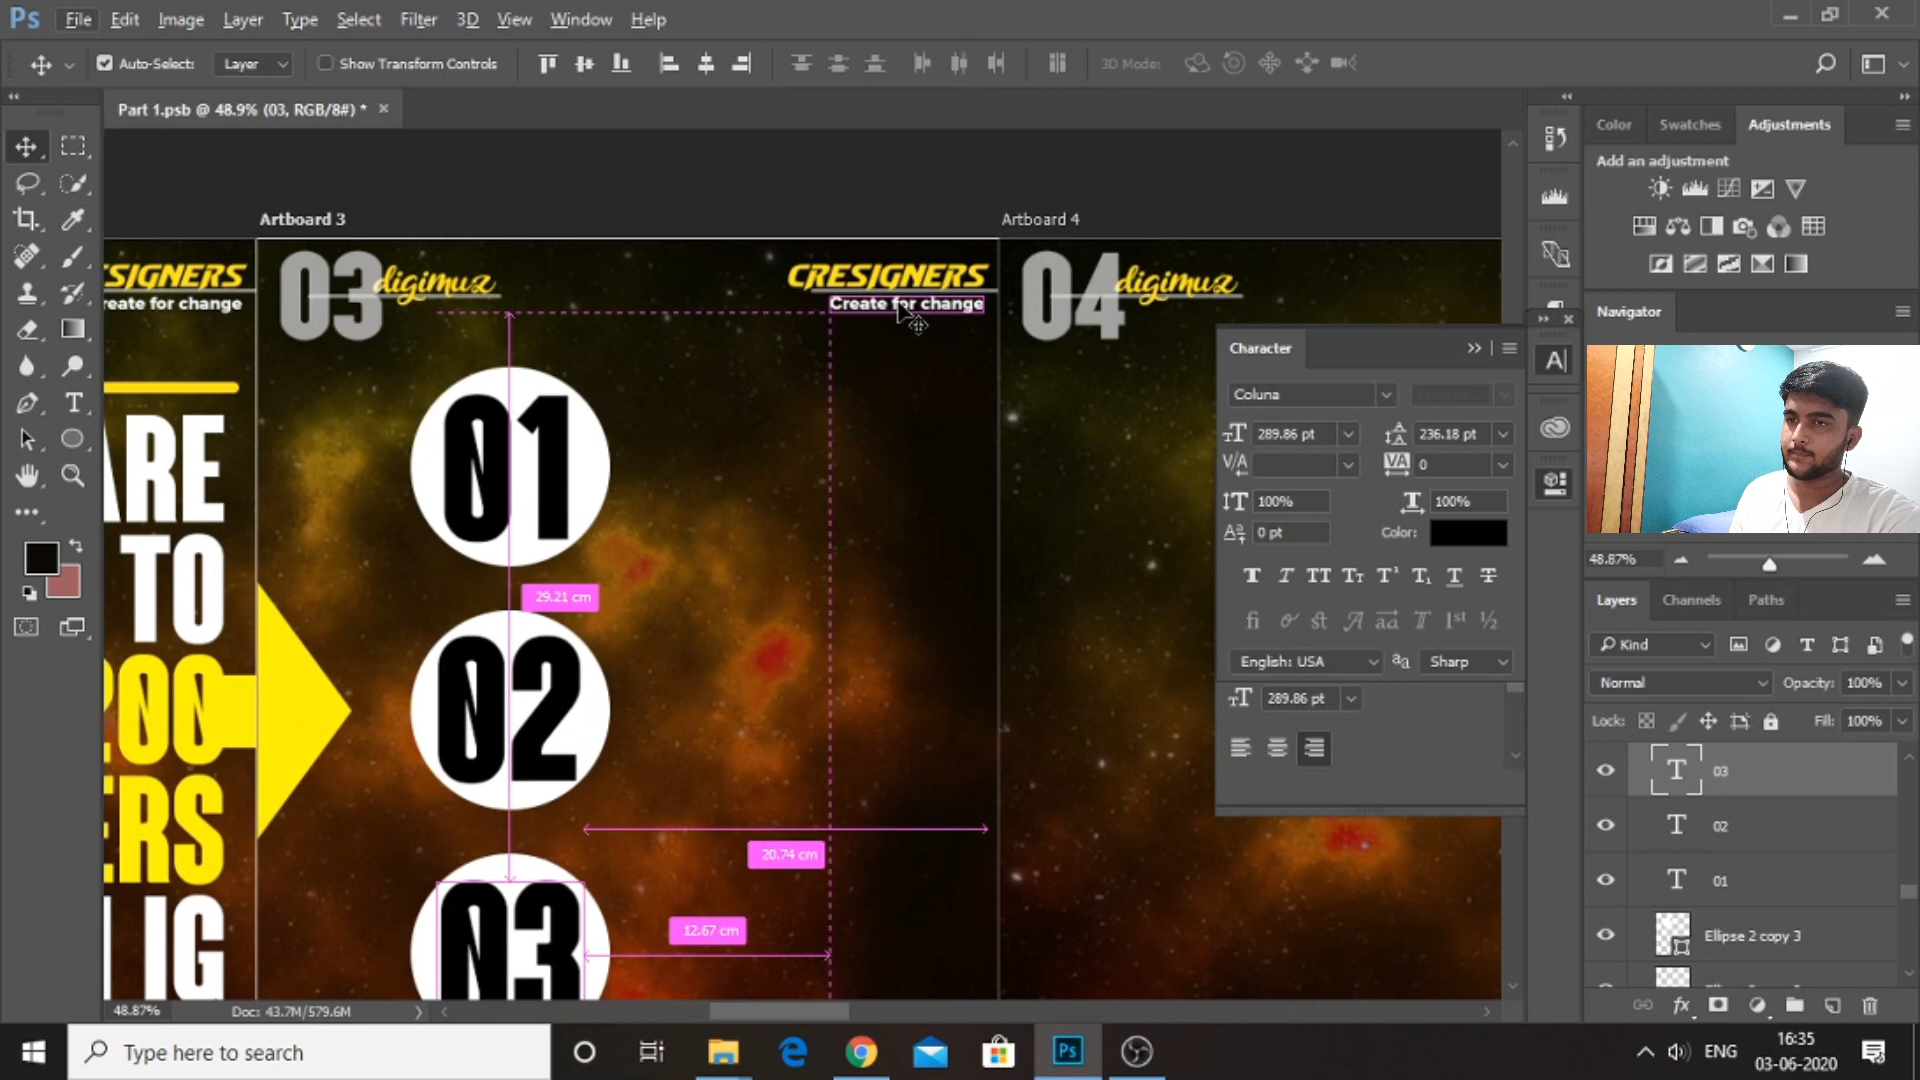 Ps File Edit Image Layer Type Select Filter 3D View Window Help
Auto-Select: Layer Show Transform Controls 3D Mode:
Part 1.psb @ 48.9% (03, RGB/8#) *
Color Swatches Adjustments
Add an adjustment
Artboard 3
Artboard 4
03 digimuz
CRESIGNERS
Create for change
04 digimuz
Navigator
Character
Coluna
289.86 pt 236.18 pt
0
100% 100%
0 pt Color:
English: USA Sharp
289.86 pt
ARE
TO
ERS
IG
01
02
03
29.21 cm
20.74 cm
12.67 cm
48.87%
Layers Channels Paths
Kind
Normal Opacity: 100%
Lock: Fill: 100%
03
02
01
Ellipse 2 copy 3
48.87% Doc: 43.7M/579.6M
Type here to search
Ps
ENG
16:35
03-06-2020